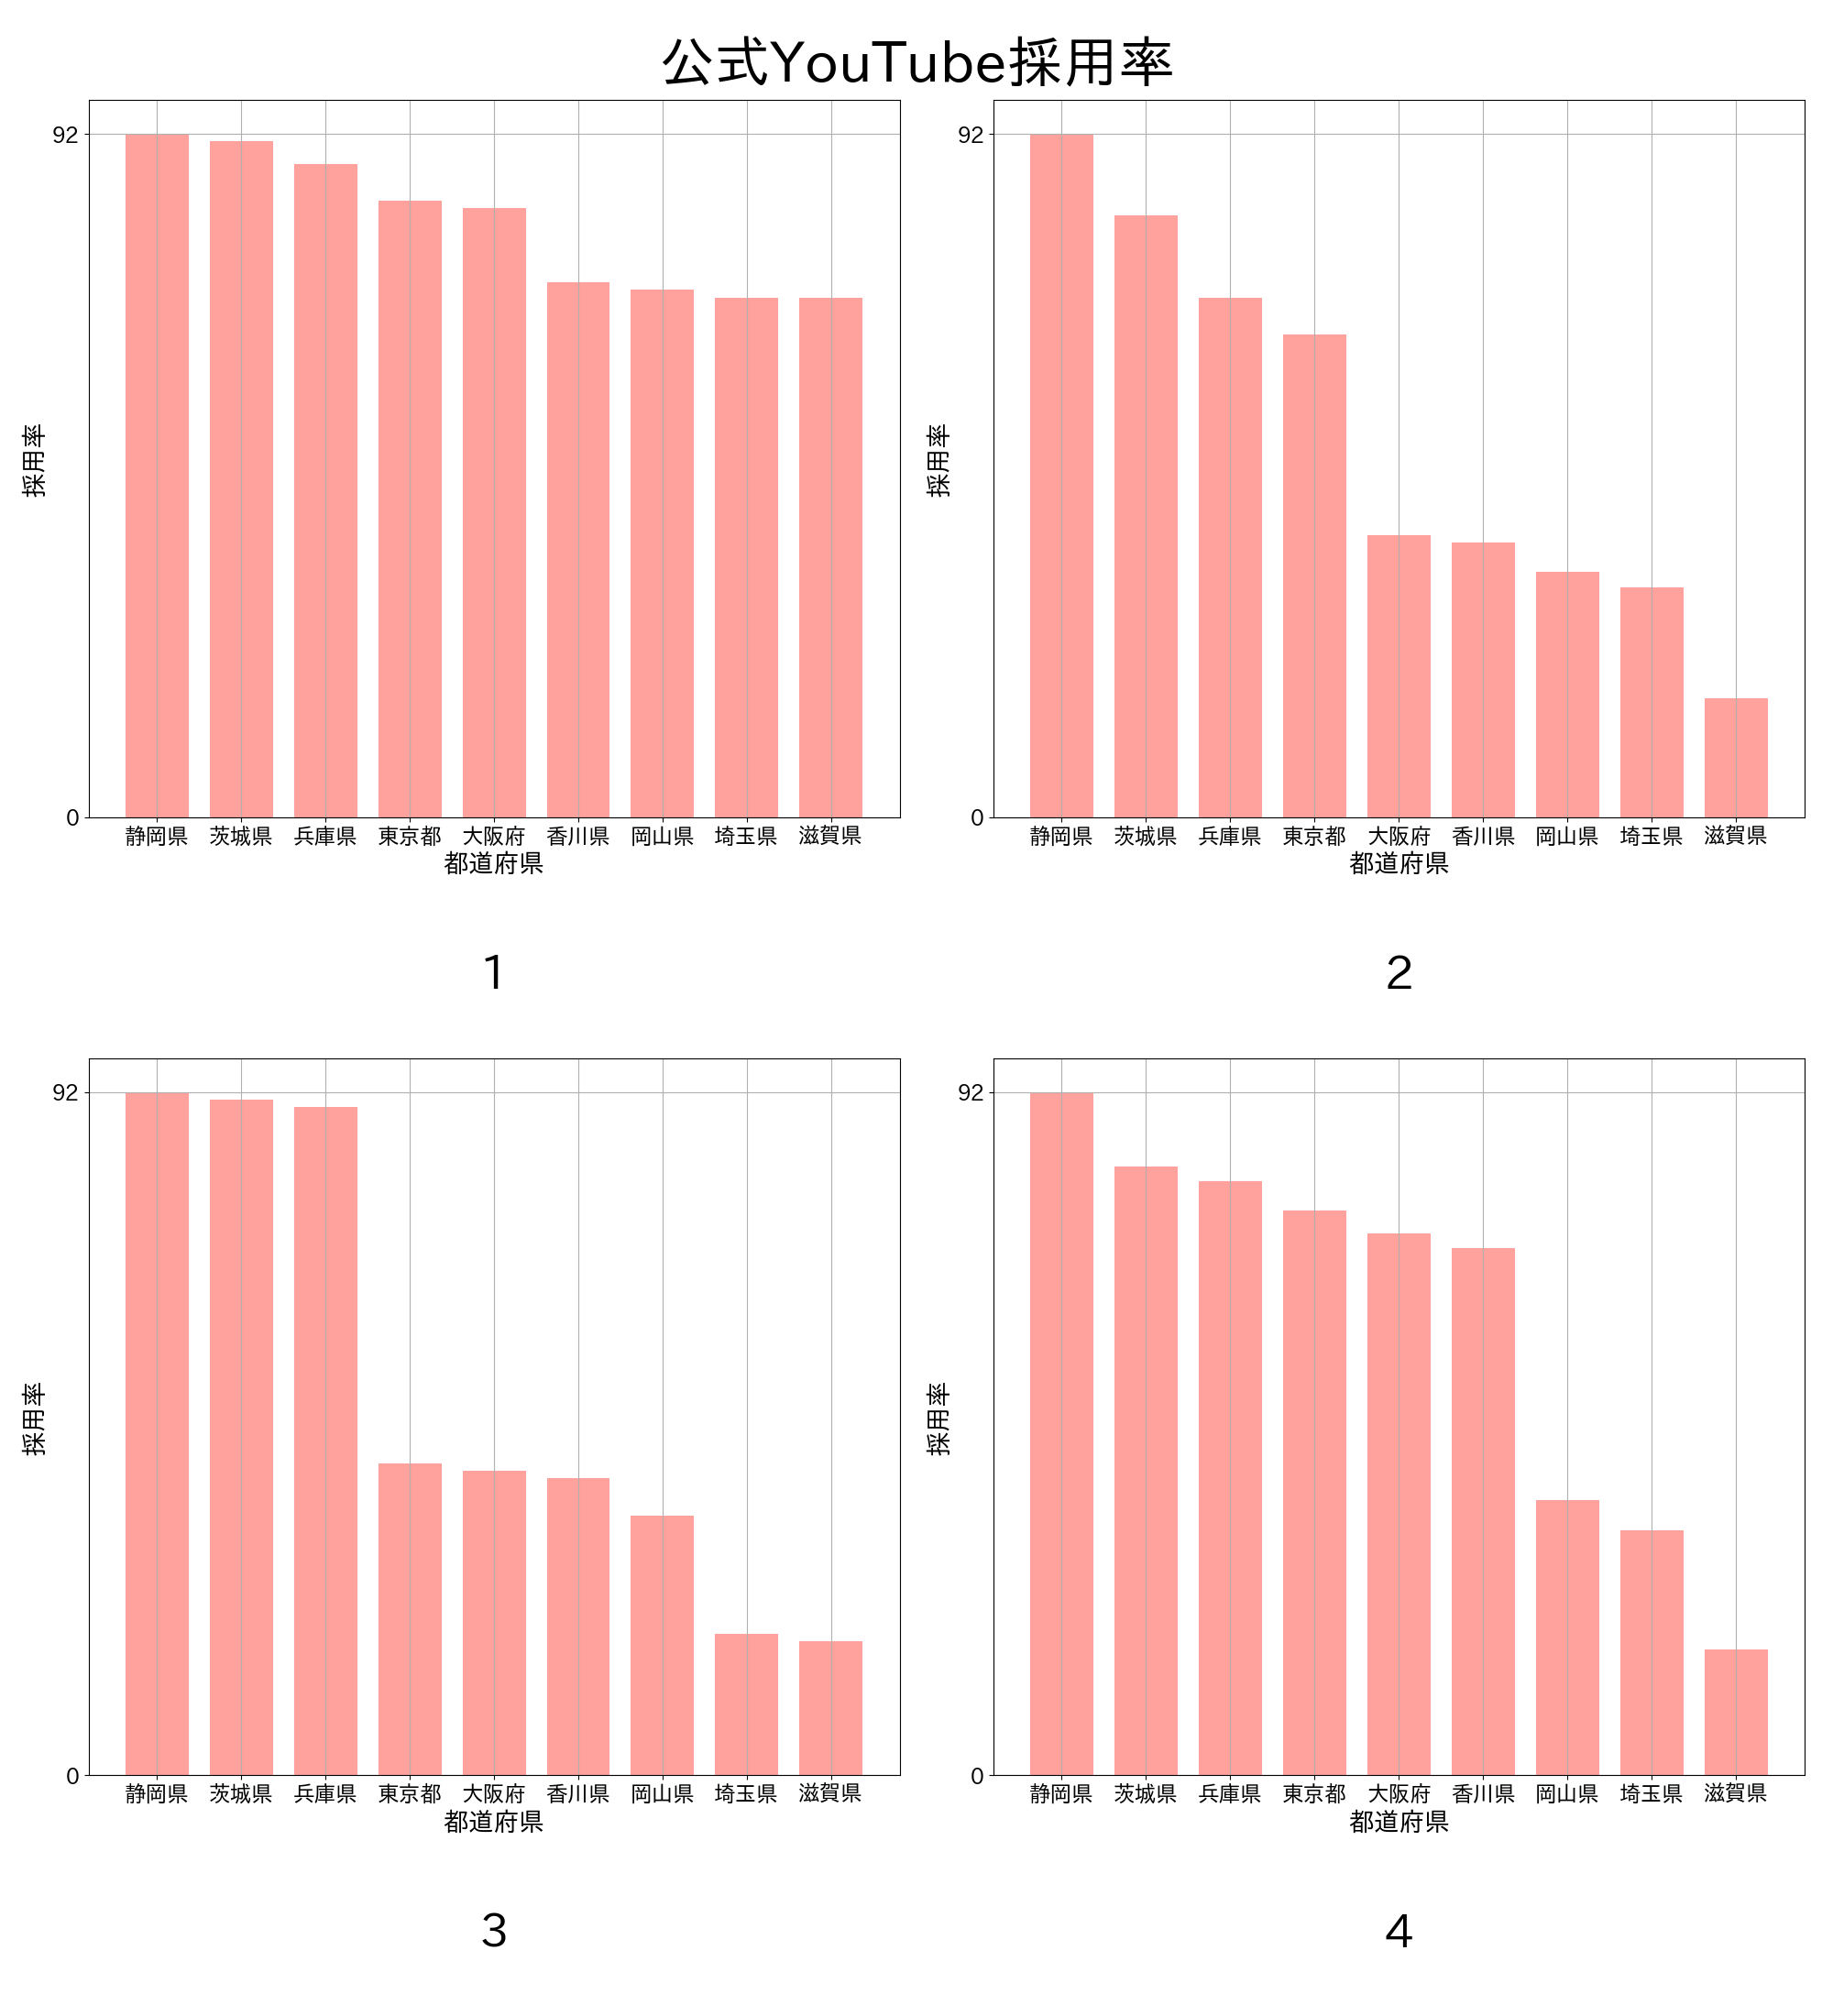 公式YouTube採用率
92
0
採用率
静岡県 茨城県 兵庫県 東京都 大阪府 香川県 岡山県 埼玉県 滋賀県
都道府県
1
92
0
採用率
静岡県 茨城県 兵庫県 東京都 大阪府 香川県 岡山県 埼玉県 滋賀県
都道府県
2
92
0
採用率
静岡県 茨城県 兵庫県 東京都 大阪府 香川県 岡山県 埼玉県 滋賀県
都道府県
3
92
0
採用率
静岡県 茨城県 兵庫県 東京都 大阪府 香川県 岡山県 埼玉県 滋賀県
都道府県
4